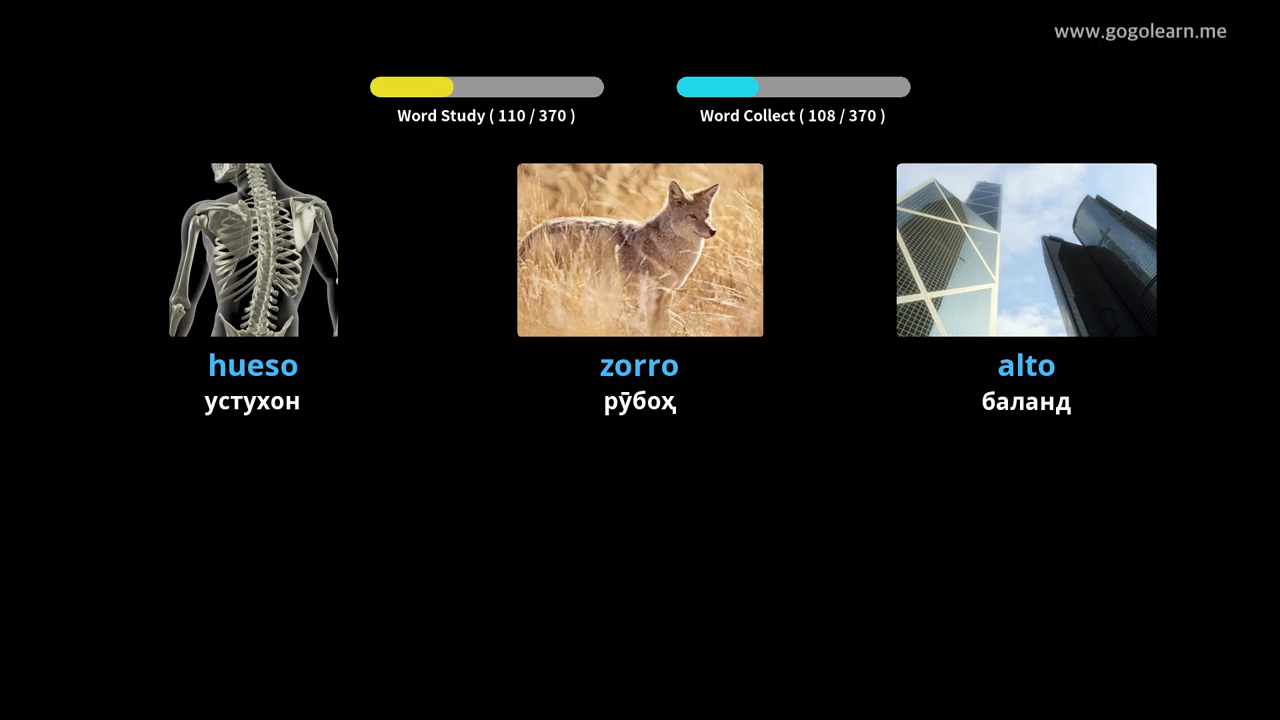 www.gogolearn.me
Word Study ( 110 / 370 )
Word Collect ( 108 / 370 )
hueso
zorro
alto
устухон
рӯбоҳ
баланд